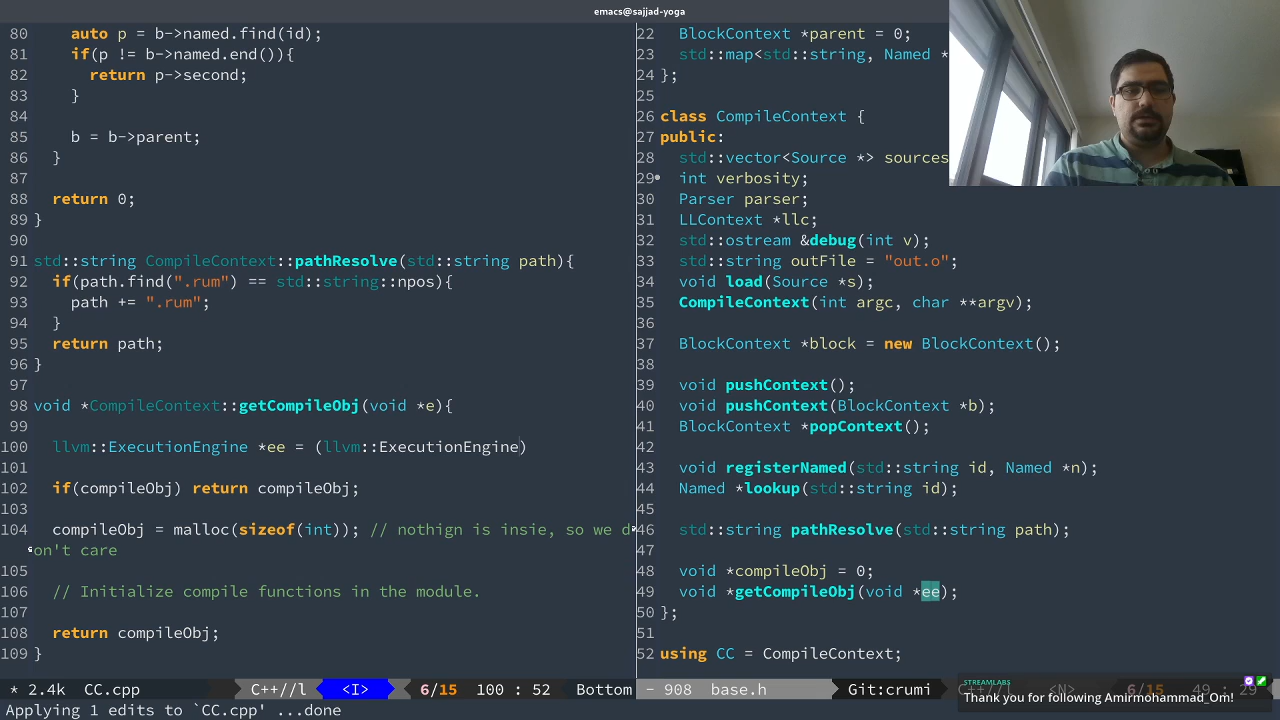 emacs@sajjad-yoga
80 auto p = b->named.find(id);
81 if(p != b->named.end()){
82 return p->second;
83 }
84
85 b = b->parent;
86 }
87
88 return 0;
89 }
90
91 std::string CompileContext::pathResolve(std::string path){
92 if(path.find(".rum") == std::string::npos){
93 path += ".rum";
94 }
95 return path;
96 }
97
98 void *CompileContext::getCompileObj(void *e){
99
100 llvm::ExecutionEngine *ee = (llvm::ExecutionEngine)
101
102 if(compileObj) return compileObj;
103
104 compileObj = malloc(sizeof(int)); // nothign is insie, so we d
on't care
105
106 // Initialize compile functions in the module.
107
108 return compileObj;
109 }
22 BlockContext *parent = 0;
23 std::map<std::string, Named *
24 };
25
26 class CompileContext {
27 public:
28 std::vector<Source *> sources
29 int verbosity;
30 Parser parser;
31 LLContext *llc;
32 std::ostream &debug(int v);
33 std::string outFile = "out.o";
34 void load(Source *s);
35 CompileContext(int argc, char **argv);
36
37 BlockContext *block = new BlockContext();
38
39 void pushContext();
40 void pushContext(BlockContext *b);
41 BlockContext *popContext();
42
43 void registerNamed(std::string id, Named *n);
44 Named *lookup(std::string id);
45
46 std::string pathResolve(std::string path);
47
48 void *compileObj = 0;
49 void *getCompileObj(void *ee);
50 };
51
52 using CC = CompileContext;
* 2.4k CC.cpp C++//l <I> 6/15 100 : 52 Bottom
- 908 base.h Git:crumi C++//l <N> 6/15 49 : 29
STREAMLABS
Thank you for following Amirmohammad_Om!
Applying 1 edits to `CC.cpp' ...done